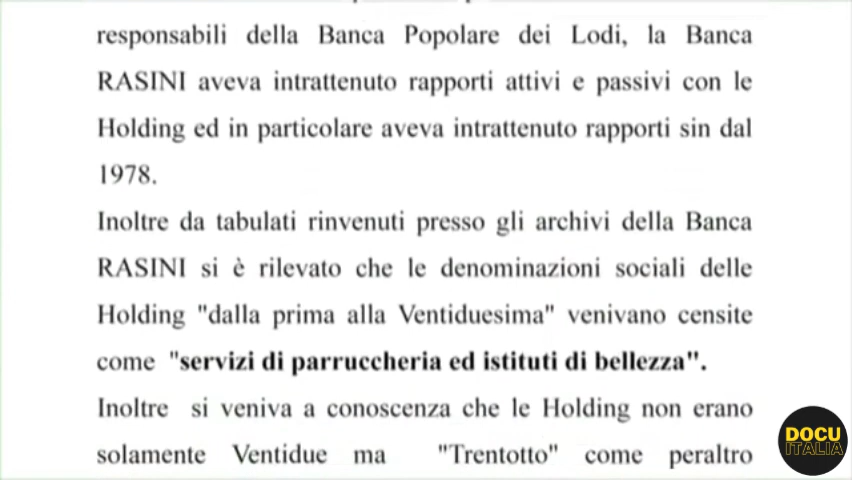 responsabili della Banca Popolare dei Lodi, la Banca
RASINI aveva intrattenuto rapporti attivi e passivi con le
Holding ed in particolare aveva intrattenuto rapporti sin dal
1978.
Inoltre da tabulati rinvenuti presso gli archivi della Banca
RASINI si è rilevato che le denominazioni sociali delle
Holding "dalla prima alla Ventiduesima" venivano censite
come "servizi di parruccheria ed istituti di bellezza".
Inoltre si veniva a conoscenza che le Holding non erano
solamente Ventidue ma "Trentotto" come peraltro
DOCU
ITALIA